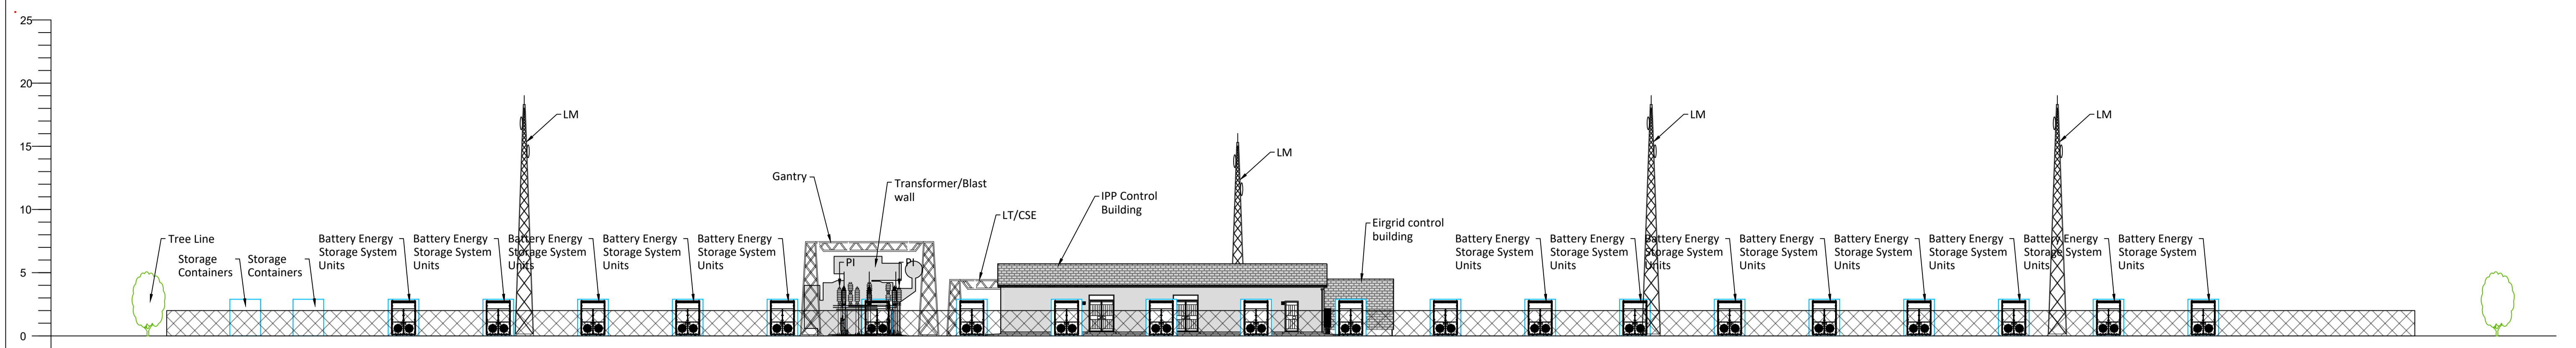 25
20
15
10
5
0
Tree Line
Storage
Containers
Storage
Containers
Battery Energy
Storage System
Units
Battery Energy
Storage System
Units
LM
Battery Energy
Storage System
Units
Battery Energy
Storage System
Units
Battery Energy
Storage System
Units
Gantry
PI
Transformer/Blast
wall
PI
LT/CSE
IPP Control
Building
LM
Eirgrid control
building
Battery Energy
Storage System
Units
Battery Energy
Storage System
Units
Battery Energy
Storage System
Units
LM
Battery Energy
Storage System
Units
Battery Energy
Storage System
Units
Battery Energy
Storage System
Units
Battery Energy
Storage System
Units
LM
Battery Energy
Storage System
Units